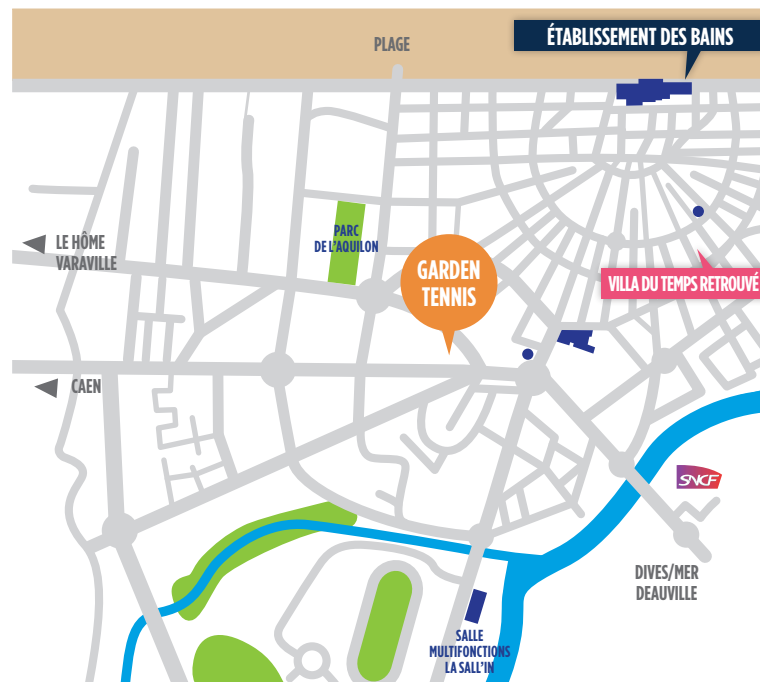 PLAGE
ÉTABLISSEMENT DES BAINS
LE HÔME
VARAVILLE
PARC
DE L'AQUILON
GARDEN
TENNIS
VILLA DU TEMPS RETROUVÉ
CAEN
SNCF
DIVES/MER
DEAUVILLE
SALLE
MULTIFONCTIONS
LA SALL'IN